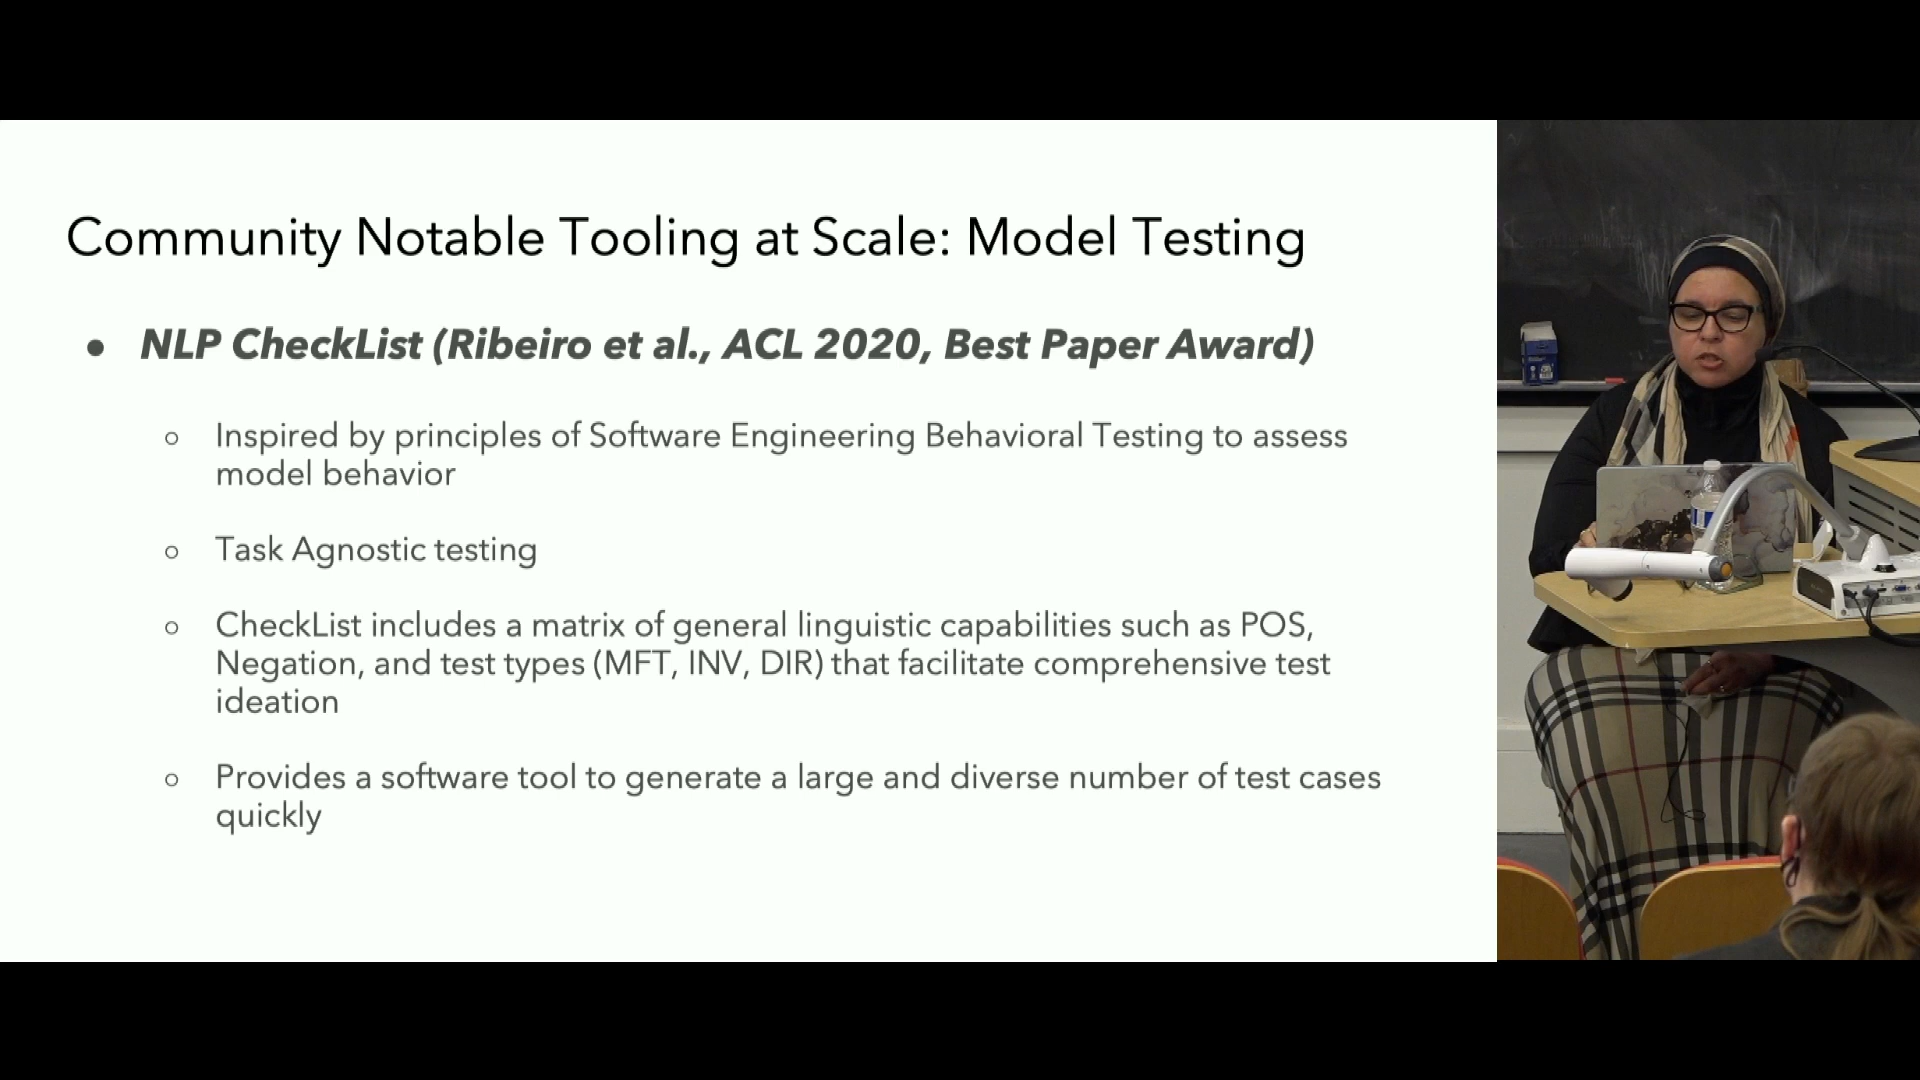 Community Notable Tooling at Scale: Model Testing
● NLP CheckList (Ribeiro et al., ACL 2020, Best Paper Award)
○ Inspired by principles of Software Engineering Behavioral Testing to assess
model behavior
○ Task Agnostic testing
○ CheckList includes a matrix of general linguistic capabilities such as POS,
Negation, and test types (MFT, INV, DIR) that facilitate comprehensive test
ideation
○ Provides a software tool to generate a large and diverse number of test cases
quickly